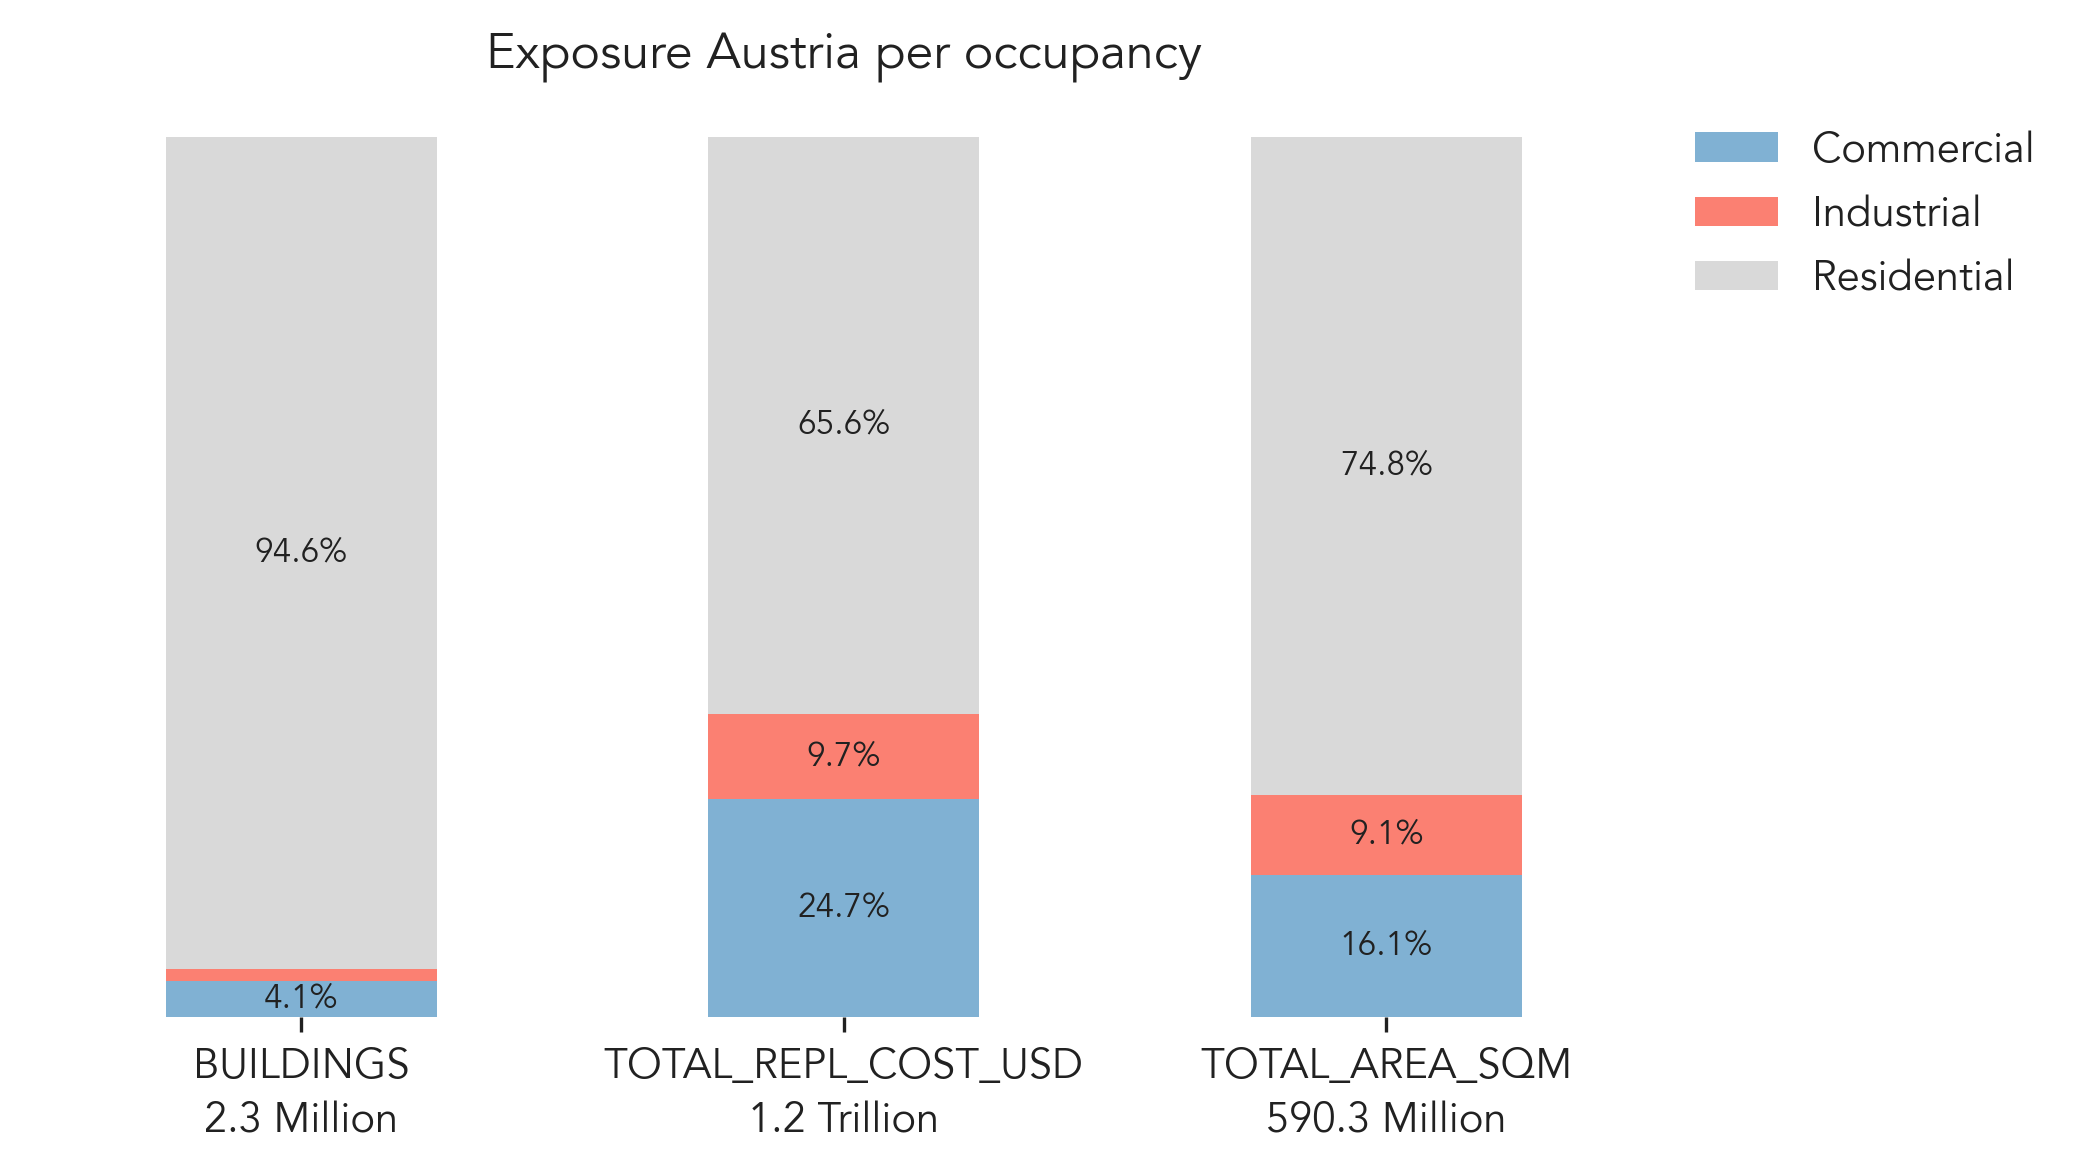 Exposure Austria per occupancy
Commercial
Industrial
Residential
94.6%
4.1%
65.6%
9.7%
24.7%
74.8%
9.1%
16.1%
BUILDINGS
2.3 Million
TOTAL_REPL_COST_USD
1.2 Trillion
TOTAL_AREA_SQM
590.3 Million